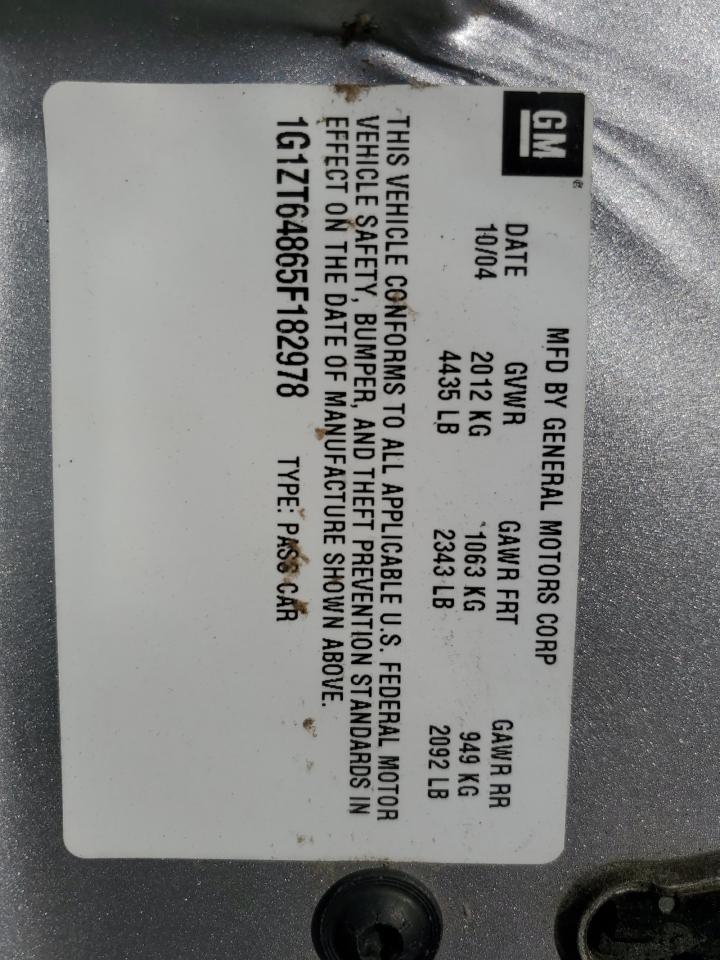 GM
MFD BY GENERAL MOTORS CORP
DATE GVWR GAWR FRT GAWR RR
10/04 2012 KG 1063 KG 949 KG
4435 LB 2343 LB 2092 LB
THIS VEHICLE CONFORMS TO ALL APPLICABLE U.S. FEDERAL MOTOR
VEHICLE SAFETY, BUMPER, AND THEFT PREVENTION STANDARDS IN
EFFECT ON THE DATE OF MANUFACTURE SHOWN ABOVE.
1G1ZT64865F182978 TYPE: PASS CAR